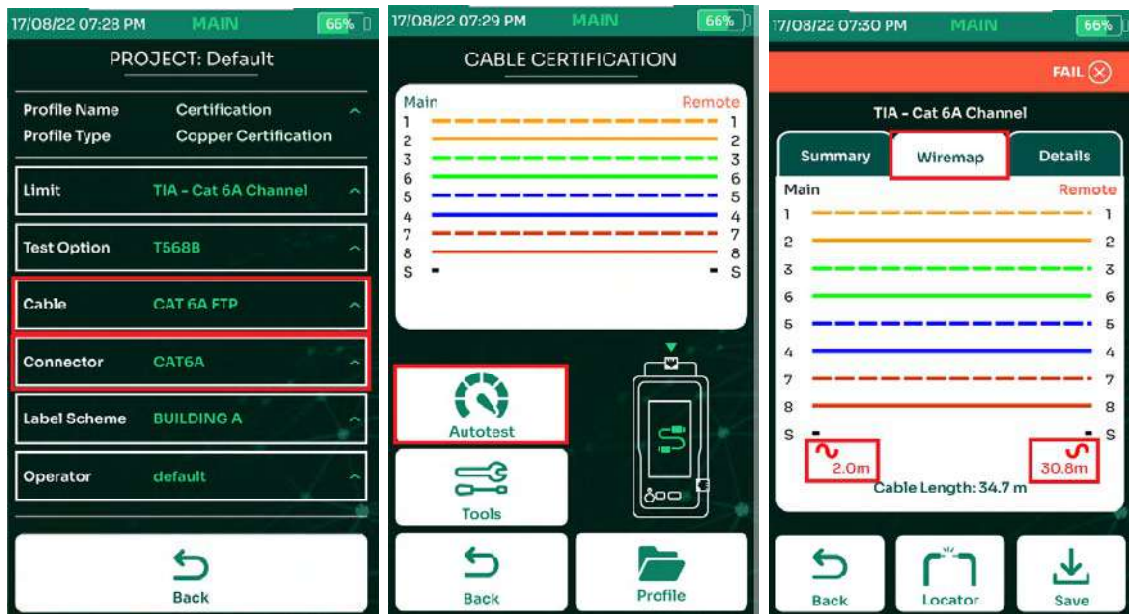 17/08/22 07:28 PM MAIN 66%
PROJECT: Default
Profile Name Certification
Profile Type Copper Certification
Limit TIA - Cat 6A Channel
Test Option T568B
Cable CAT 6A FTP
Connector CAT6A
Label Scheme BUILDING A
Operator default
Back
17/08/22 07:29 PM MAIN 66%
CABLE CERTIFICATION
Main Remote
1 1
2 2
3 3
6 6
5 5
4 4
7 7
8 8
S S
Autotest
Tools
Back Profile
17/08/22 07:30 PM MAIN 66%
FAIL
TIA - Cat 6A Channel
Summary Wiremap Details
Main Remote
1 1
2 2
3 3
6 6
5 5
4 4
7 7
8 8
S S
2.0m 30.8m
Cable Length: 34.7 m
Back Locator Save